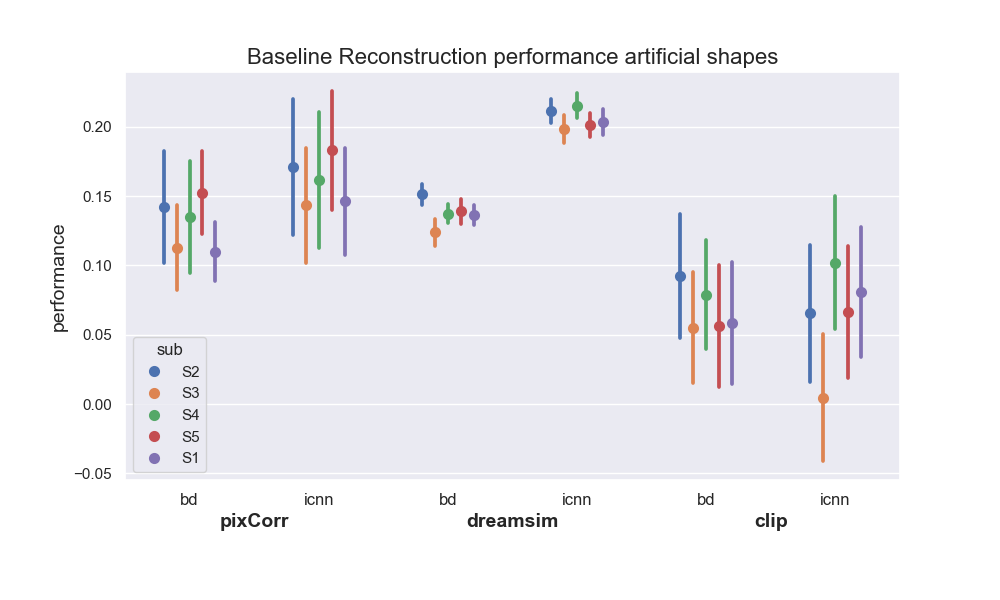 Baseline Reconstruction performance artificial shapes
performance
0.20
0.15
0.10
0.05
0.00
−0.05
sub
S2
S3
S4
S5
S1
bd icnn bd icnn bd icnn
pixCorr dreamsim clip